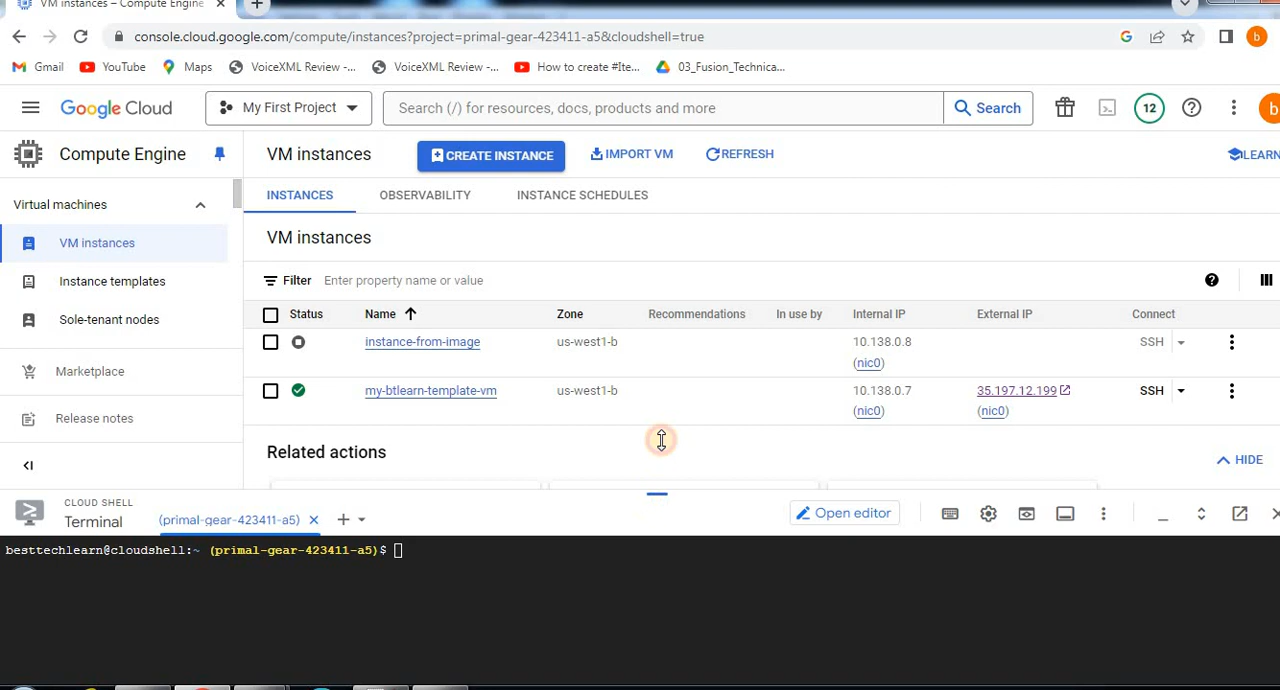 VM instances – Compute Engine
console.cloud.google.com/compute/instances?project=primal-gear-423411-a5&cloudshell=true
Gmail YouTube Maps VoiceXML Review -... VoiceXML Review -... How to create #Ite... 03_Fusion_Technica...
b
Google Cloud My First Project Search (/) for resources, docs, products and more Search 12 b
Compute Engine VM instances CREATE INSTANCE IMPORT VM REFRESH LEARN
Virtual machines INSTANCES OBSERVABILITY INSTANCE SCHEDULES
VM instances VM instances
Instance templates Filter Enter property name or value
Sole-tenant nodes Status Name Zone Recommendations In use by Internal IP External IP Connect
instance-from-image us-west1-b 10.138.0.8 SSH
(nic0)
Marketplace
my-btlearn-template-vm us-west1-b 10.138.0.7 35.197.12.199 SSH
(nic0) (nic0)
Release notes
Related actions HIDE
CLOUD SHELL
Terminal (primal-gear-423411-a5) Open editor
besttechlearn@cloudshell:~ (primal-gear-423411-a5)$